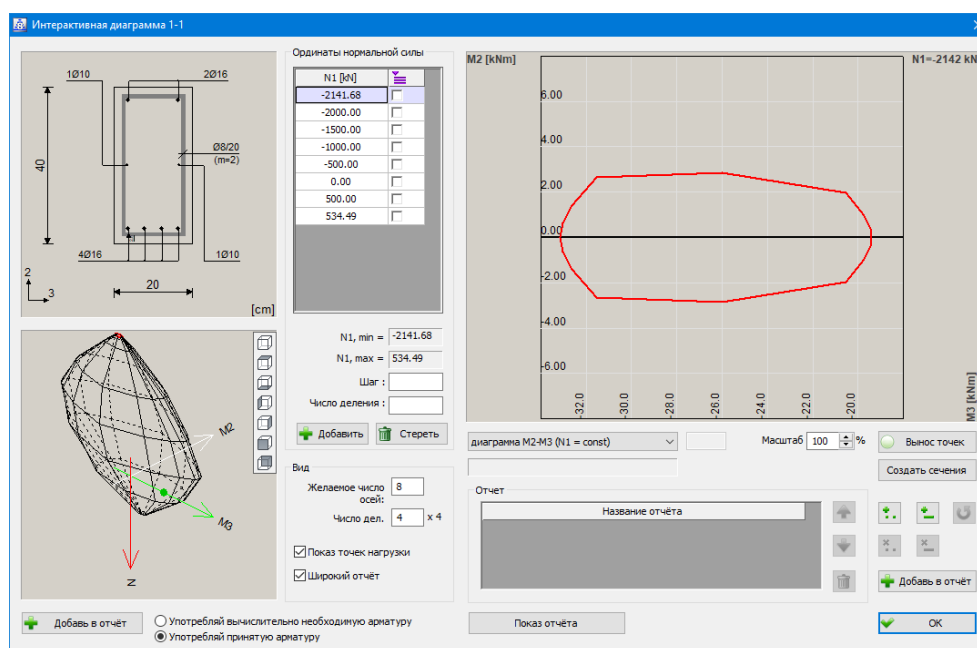 Интерактивная диаграмма 1-1
1Ø10
2Ø16
40
Ø8/20
(m=2)
4Ø16
1Ø10
20
2
3
[cm]
M2
M3
N
Добавь в отчёт
Употребляй вычислительно необходимую арматуру
Употребляй принятую арматуру
Ординаты нормальной силы
N1 [kN]
-2141.68
-2000.00
-1500.00
-1000.00
-500.00
0.00
500.00
534.49
N1, min = -2141.68
N1, max = 534.49
Шаг :
Число деления :
Добавить
Стереть
Вид
Желаемое число осей: 8
Число дел. 4 x 4
Показ точек нагрузки
Широкий отчёт
M2 [kNm]
N1=-2142 kN
6.00
4.00
2.00
0.00
-2.00
-4.00
-6.00
-32.0
-30.0
-28.0
-26.0
-24.0
-22.0
-20.0
M3 [kNm]
диаграмма M2-M3 (N1 = const)
Масштаб 100 %
Вынос точек
Создать сечения
Отчет
Название отчёта
Добавь в отчёт
Показ отчёта
OK